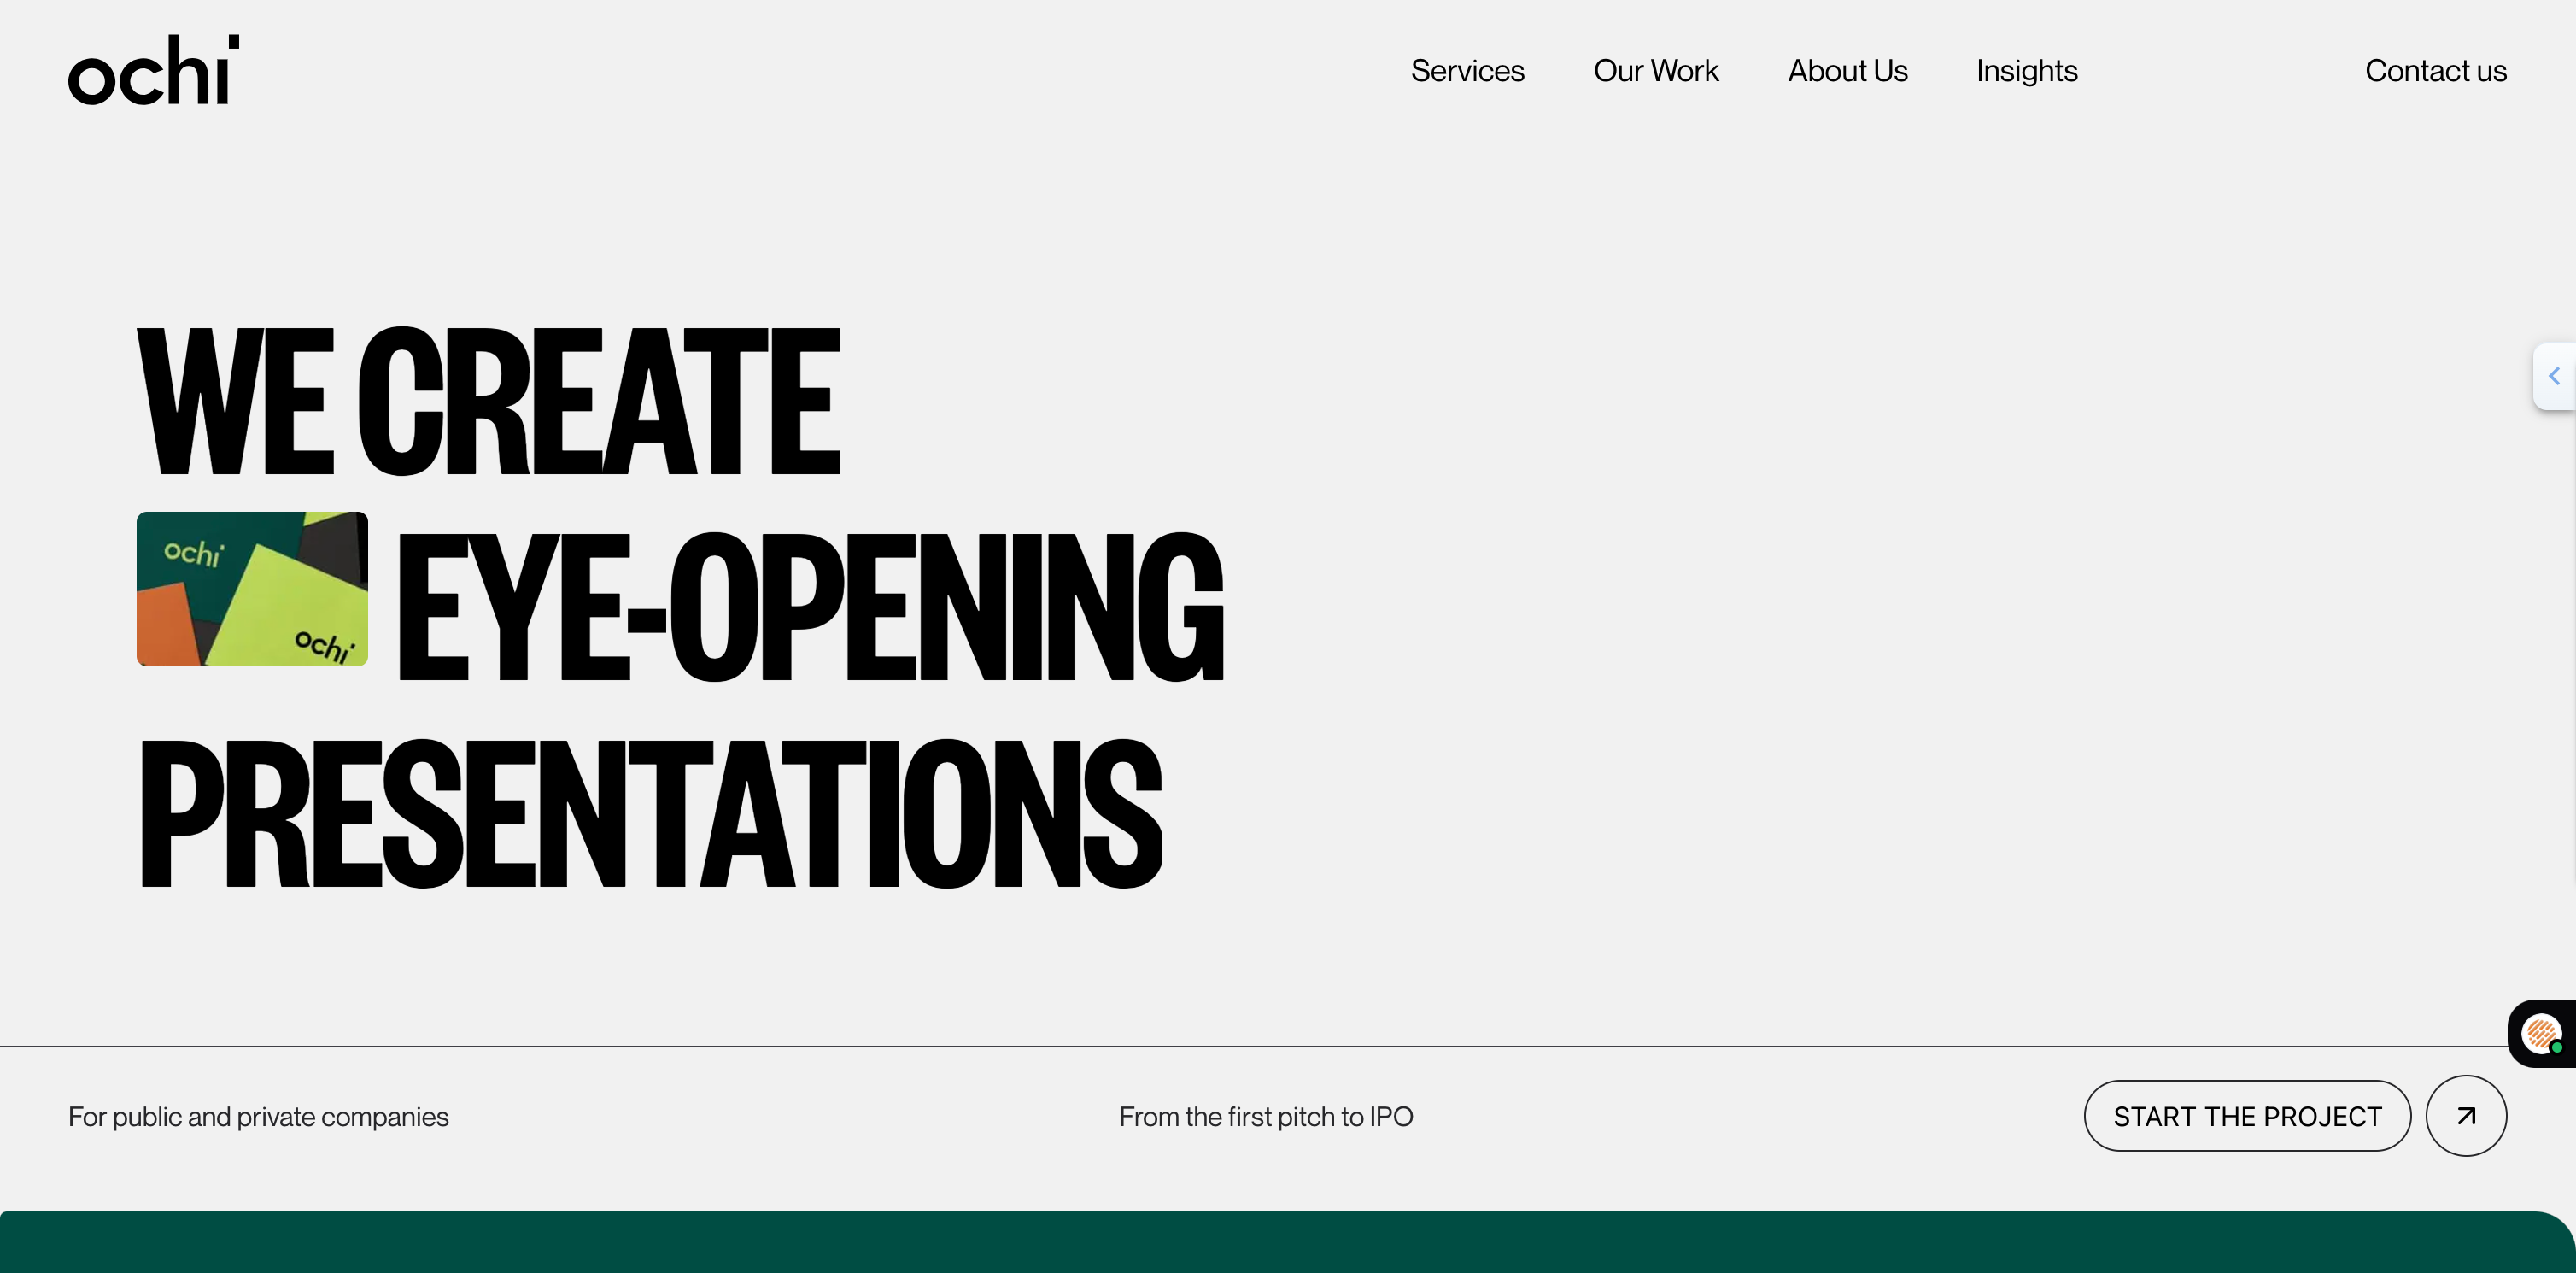 ochi
Services Our Work About Us Insights Contact us
WE CREATE
ochi
ochi
EYE-OPENING
PRESENTATIONS
For public and private companies From the first pitch to IPO START THE PROJECT